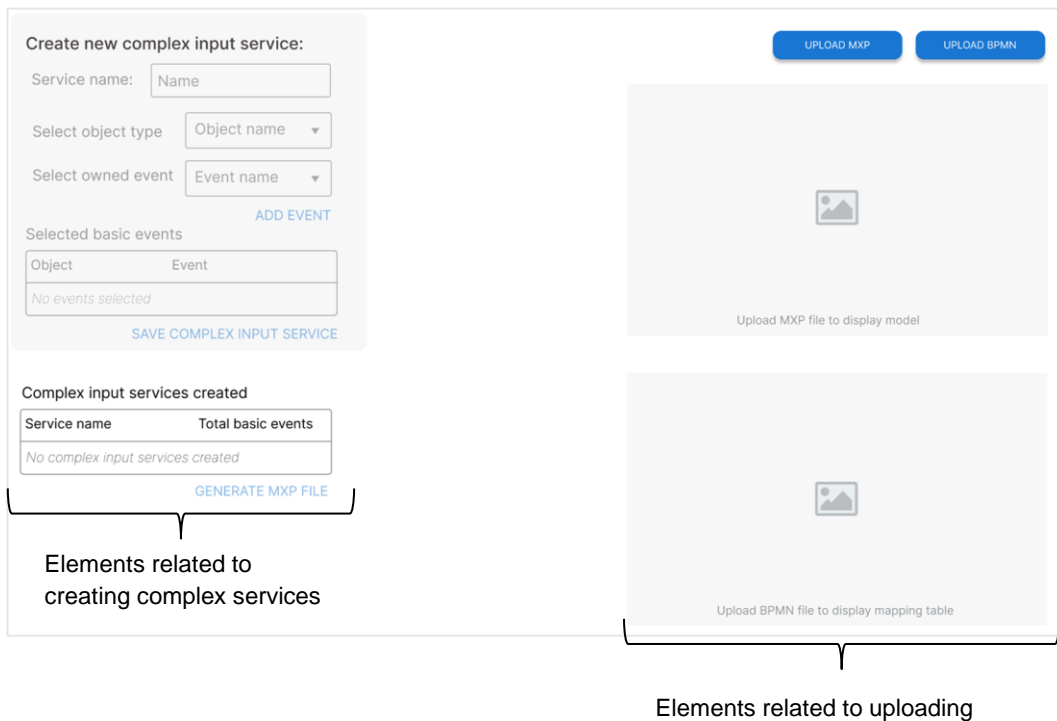 Create new complex input service:
Service name: Name
Select object type Object name
Select owned event Event name
ADD EVENT
Selected basic events
Object Event
No events selected
SAVE COMPLEX INPUT SERVICE
Complex input services created
Service name Total basic events
No complex input services created
GENERATE MXP FILE
Elements related to
creating complex services
UPLOAD MXP UPLOAD BPMN
Upload MXP file to display model
Upload BPMN file to display mapping table
Elements related to uploading